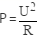 P = U²/R